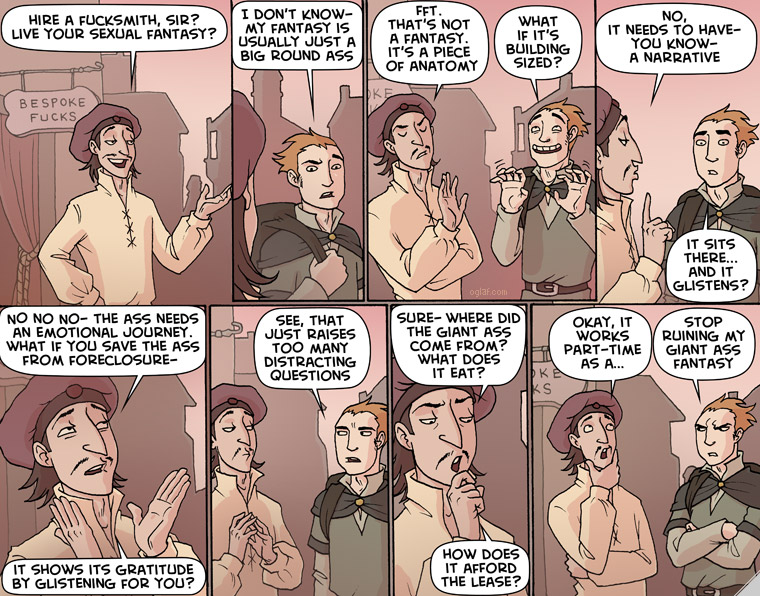 HIRE A FUCKSMITH, SIR?
LIVE YOUR SEXUAL FANTASY?
BESPOKE
FUCKS
I DON'T KNOW-
MY FANTASY IS
USUALLY JUST A
BIG ROUND ASS
FFT.
THAT'S NOT
A FANTASY.
IT'S A PIECE
OF ANATOMY
WHAT
IF IT'S
BUILDING
SIZED?
OKE
oglaf.com
NO,
IT NEEDS TO HAVE-
YOU KNOW-
A NARRATIVE
IT SITS
THERE...
AND IT
GLISTENS?
NO NO NO- THE ASS NEEDS
AN EMOTIONAL JOURNEY.
WHAT IF YOU SAVE THE ASS
FROM FORECLOSURE-
IT SHOWS ITS GRATITUDE
BY GLISTENING FOR YOU?
SEE, THAT
JUST RAISES
TOO MANY
DISTRACTING
QUESTIONS
SURE- WHERE DID
THE GIANT ASS
COME FROM?
WHAT DOES
IT EAT?
HOW DOES
IT AFFORD
THE LEASE?
OKAY, IT
WORKS
PART-TIME
AS A...
STOP
RUINING MY
GIANT ASS
FANTASY
OKE
KS